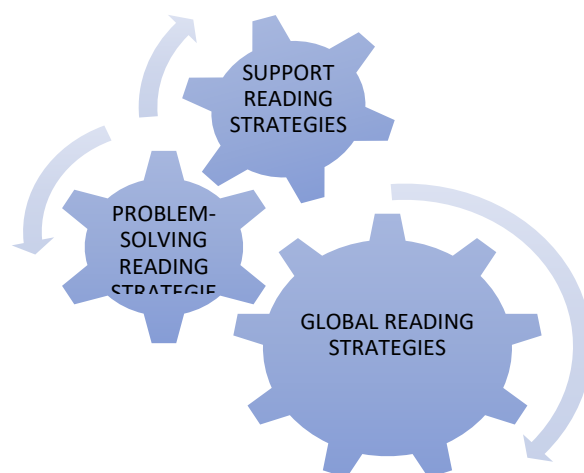 SUPPORT
READING
STRATEGIES
PROBLEM-
SOLVING
READING
STRATEGIE
GLOBAL READING
STRATEGIES